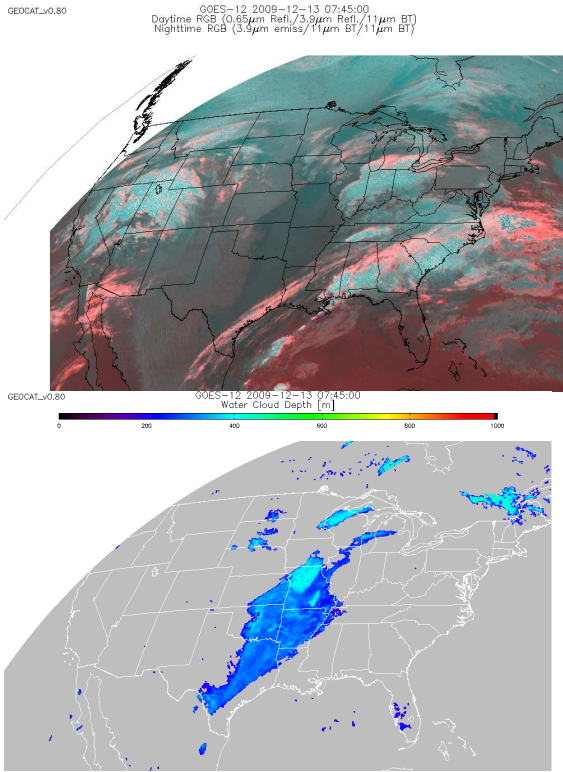 GEOCAT_v0.80
GOES-12 2009-12-13 07:45:00
Daytime RGB (0.65μm Refl./3.9μm Refl./11μm BT)
Nighttime RGB (3.9μm emiss/11μm BT/11μm BT)
GEOCAT_v0.80
GOES-12 2009-12-13 07:45:00
Water Cloud Depth [m]
0 200 400 600 800 1000